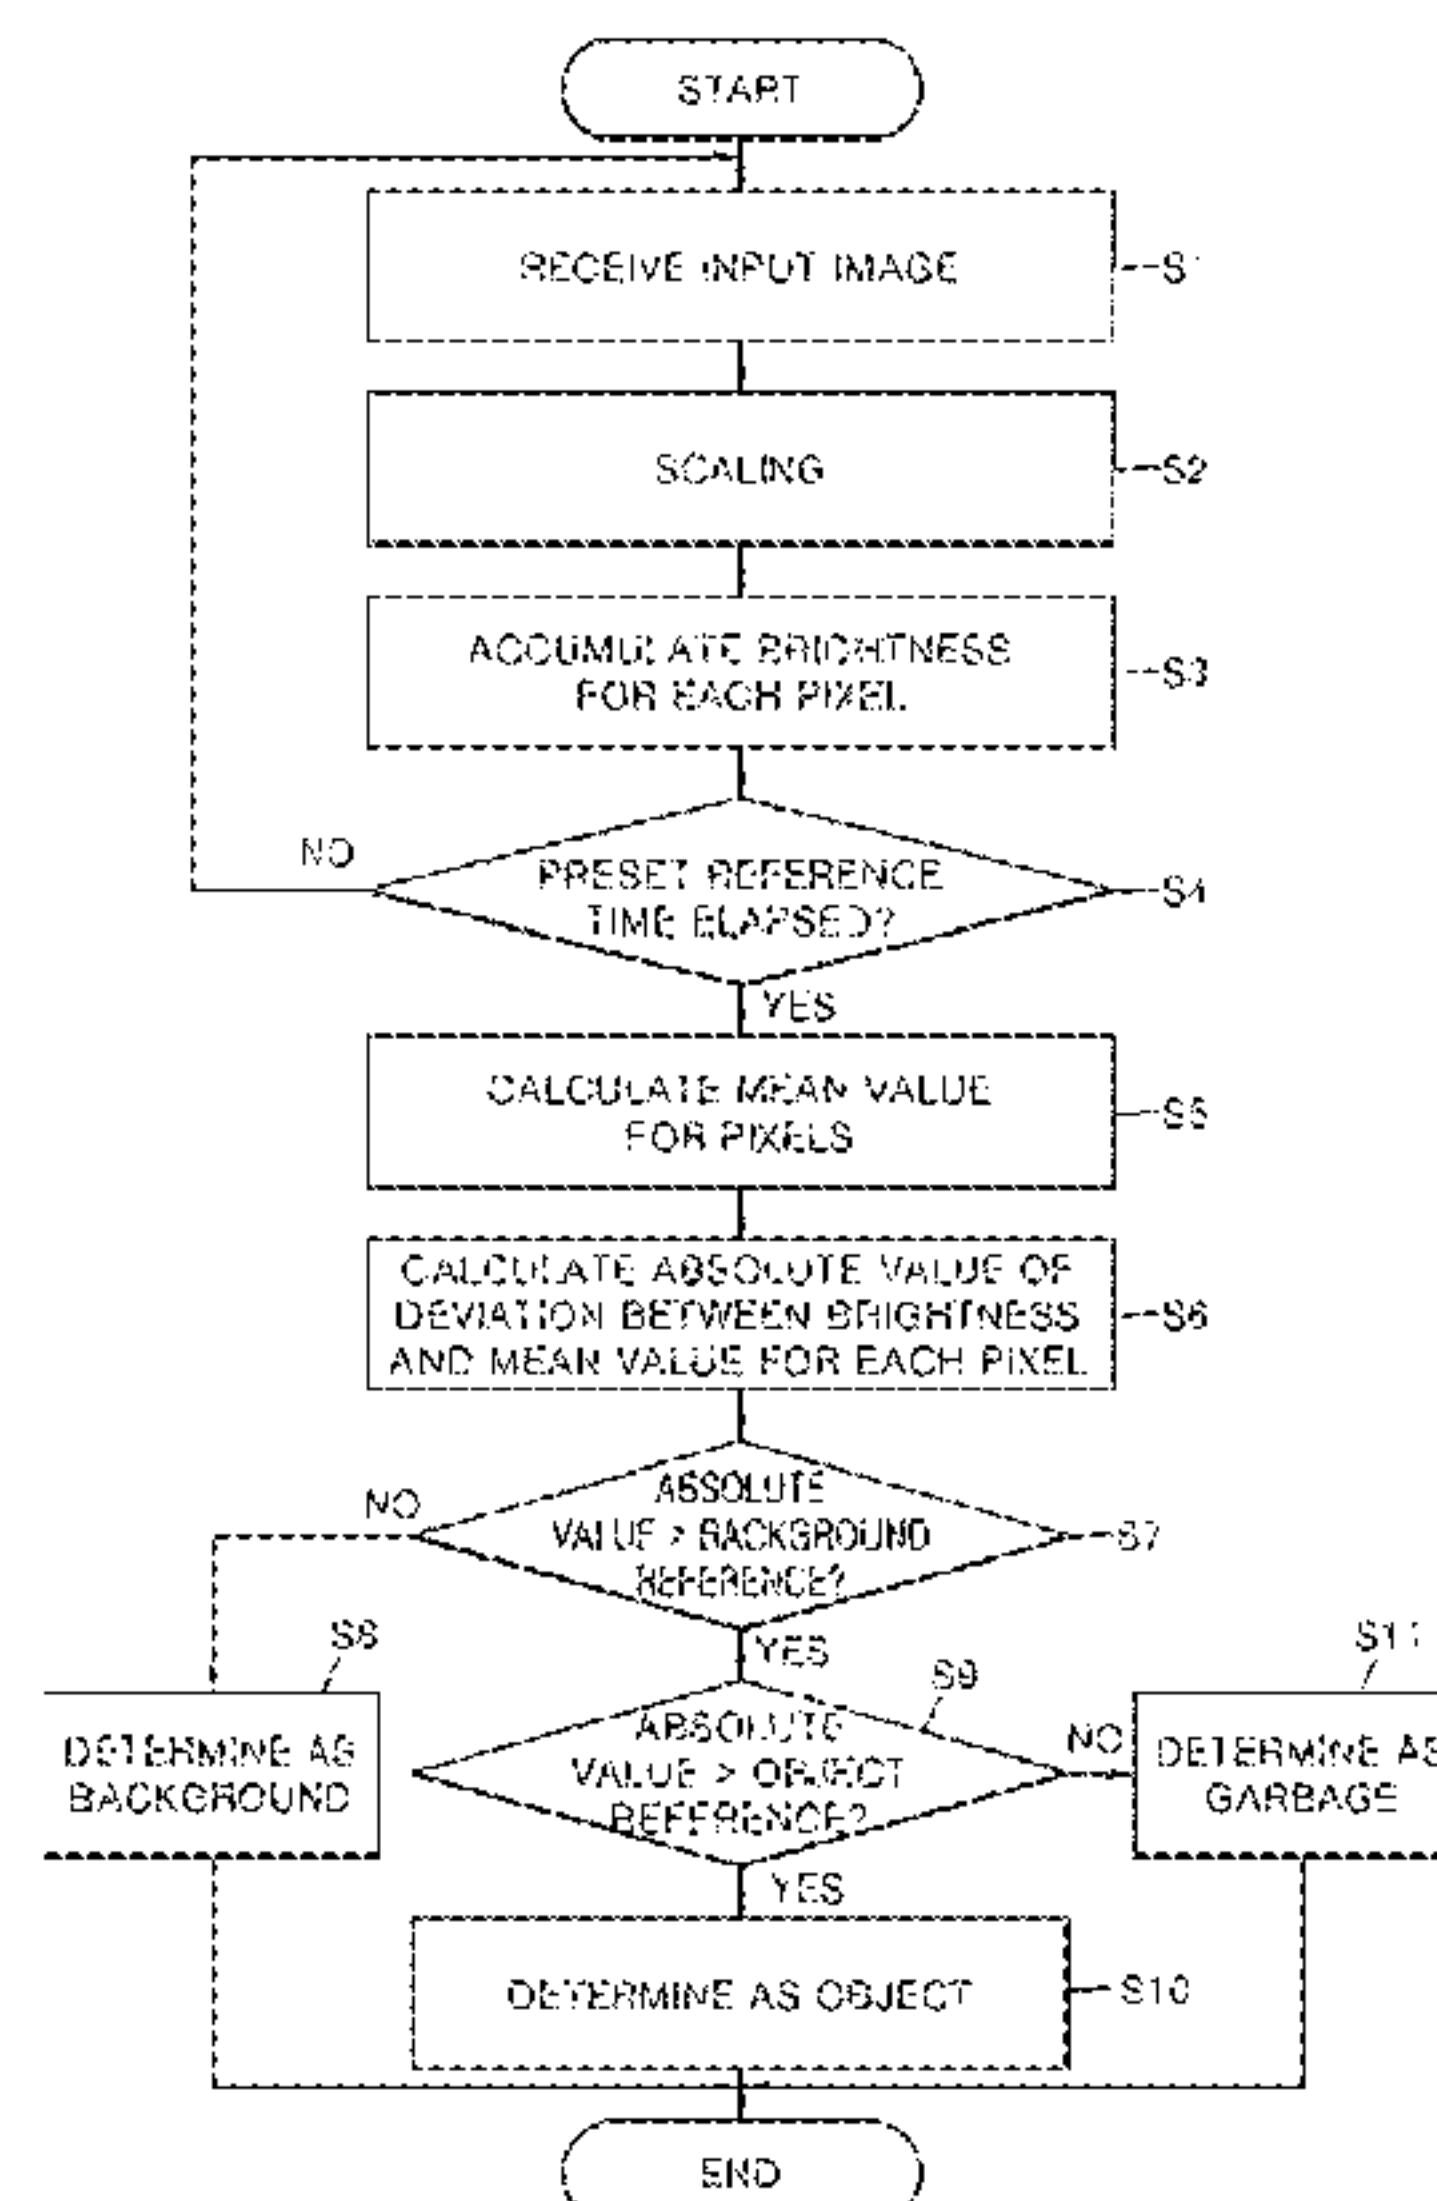 START
RECEIVE INPUT IMAGE
S1
SCALING
S2
ACCUMULATE BRIGHTNESS
FOR EACH PIXEL
S3
NO
PRESET REFERENCE
TIME ELAPSED?
S4
YES
CALCULATE MEAN VALUE
FOR PIXELS
S5
CALCULATE ABSOLUTE VALUE OF
DEVIATION BETWEEN BRIGHTNESS
AND MEAN VALUE FOR EACH PIXEL
S6
NO
ABSOLUTE
VALUE > BACKGROUND
REFERENCE?
S7
YES
S8
DETERMINE AS
BACKGROUND
S9
ABSOLUTE
VALUE > OBJECT
REFERENCE?
NO
S11
DETERMINE AS
GARBAGE
YES
DETERMINE AS OBJECT
S10
END